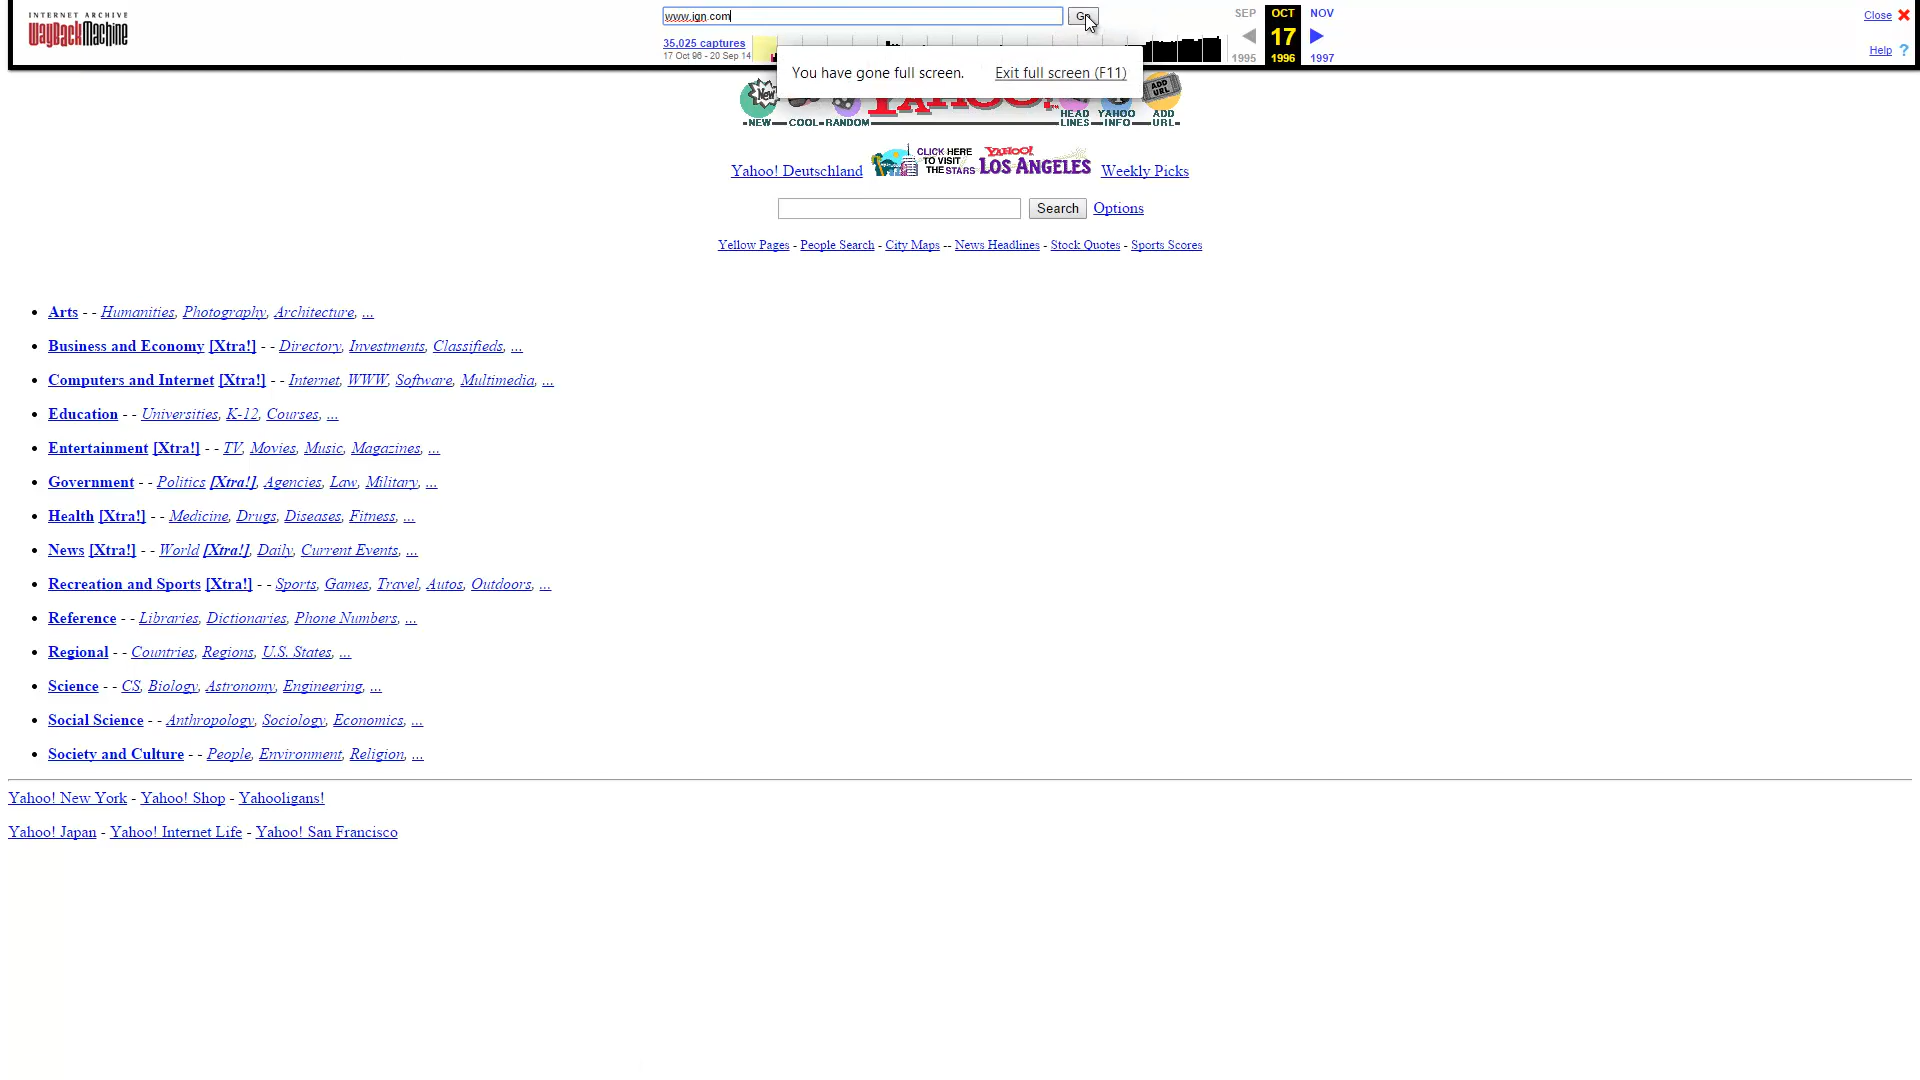 INTERNET ARCHIVE
WayBackMachine
www.ign.com
Go
35,025 captures
17 Oct 96 - 20 Sep 14
SEP OCT NOV
17
1995 1996 1997
Close
Help ?
You have gone full screen. Exit full screen (F11)
New
YAHOO!
ADD URL
NEW COOL RANDOM HEAD LINES YAHOO INFO ADD URL
Yahoo! Deutschland CLICK HERE TO VISIT THE STARS YAHOO! LOS ANGELES Weekly Picks
Search Options
Yellow Pages - People Search - City Maps -- News Headlines - Stock Quotes - Sports Scores
• Arts - - Humanities, Photography, Architecture, ...
• Business and Economy [Xtra!] - - Directory, Investments, Classifieds, ...
• Computers and Internet [Xtra!] - - Internet, WWW, Software, Multimedia, ...
• Education - - Universities, K-12, Courses, ...
• Entertainment [Xtra!] - - TV, Movies, Music, Magazines, ...
• Government - - Politics [Xtra!], Agencies, Law, Military, ...
• Health [Xtra!] - - Medicine, Drugs, Diseases, Fitness, ...
• News [Xtra!] - - World [Xtra!], Daily, Current Events, ...
• Recreation and Sports [Xtra!] - - Sports, Games, Travel, Autos, Outdoors, ...
• Reference - - Libraries, Dictionaries, Phone Numbers, ...
• Regional - - Countries, Regions, U.S. States, ...
• Science - - CS, Biology, Astronomy, Engineering, ...
• Social Science - - Anthropology, Sociology, Economics, ...
• Society and Culture - - People, Environment, Religion, ...
Yahoo! New York - Yahoo! Shop - Yahooligans!
Yahoo! Japan - Yahoo! Internet Life - Yahoo! San Francisco